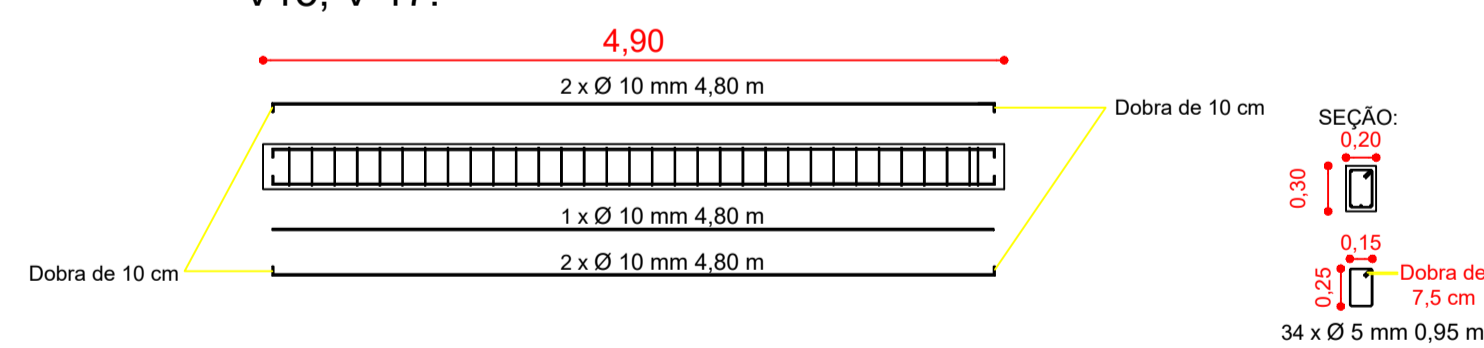 V15, V 17:
4,90
2 x Ø 10 mm 4,80 m
Dobra de 10 cm
1 x Ø 10 mm 4,80 m
2 x Ø 10 mm 4,80 m
Dobra de 10 cm
SEÇÃO:
0,20
0,30
0,15
0,25
Dobra de
7,5 cm
34 x Ø 5 mm 0,95 m